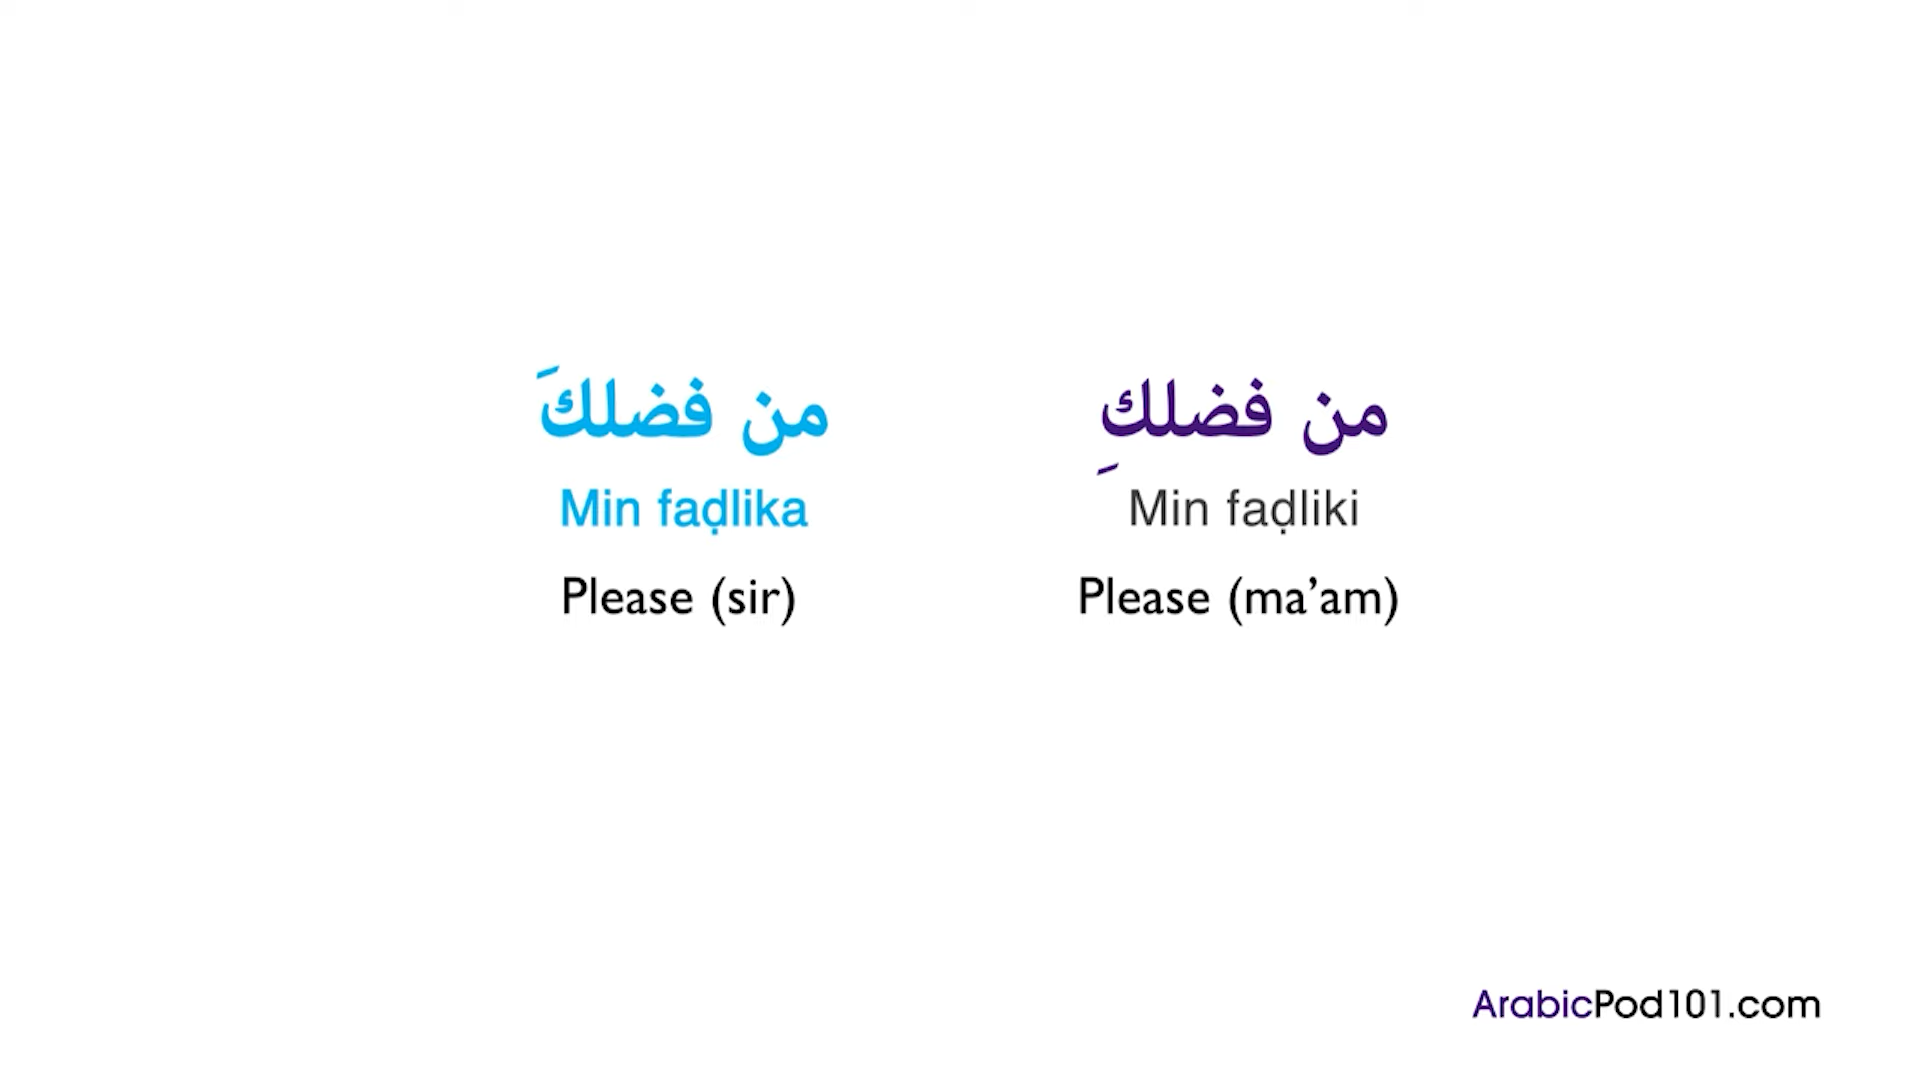 من فضلكَ
Min faḍlika
Please (sir)
من فضلكِ
Min faḍliki
Please (ma’am)
ArabicPod101.com